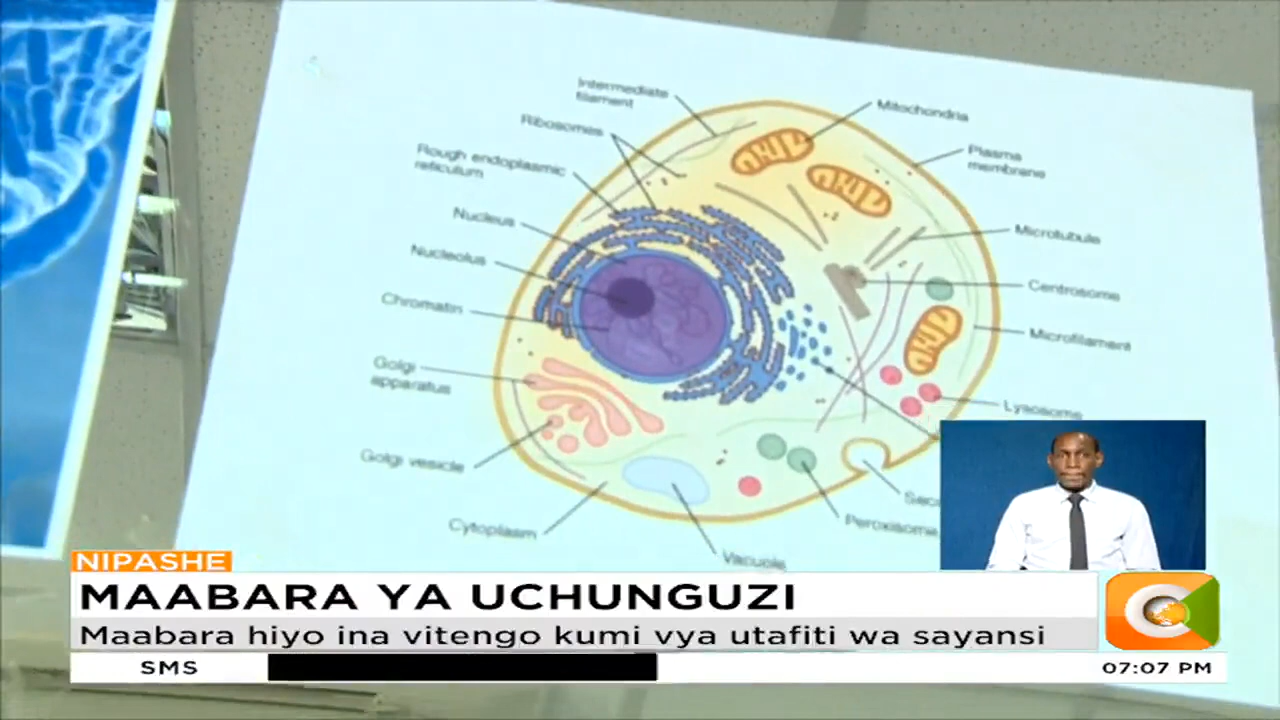 Intermediate
filament
Ribosomes
Rough endoplasmic
reticulum
Nucleus
Nucleolus
Chromatin
Golgi
apparatus
Golgi vesicle
Cytoplasm
Mitochondria
Plasma
membrane
Microtubule
Centrosome
Microfilament
Lysosome
Peroxisome
Vacuole
NIPASHE
MAABARA YA UCHUNGUZI
Maabara hiyo ina vitengo kumi vya utafiti wa sayansi
SMS
07:07 PM
C